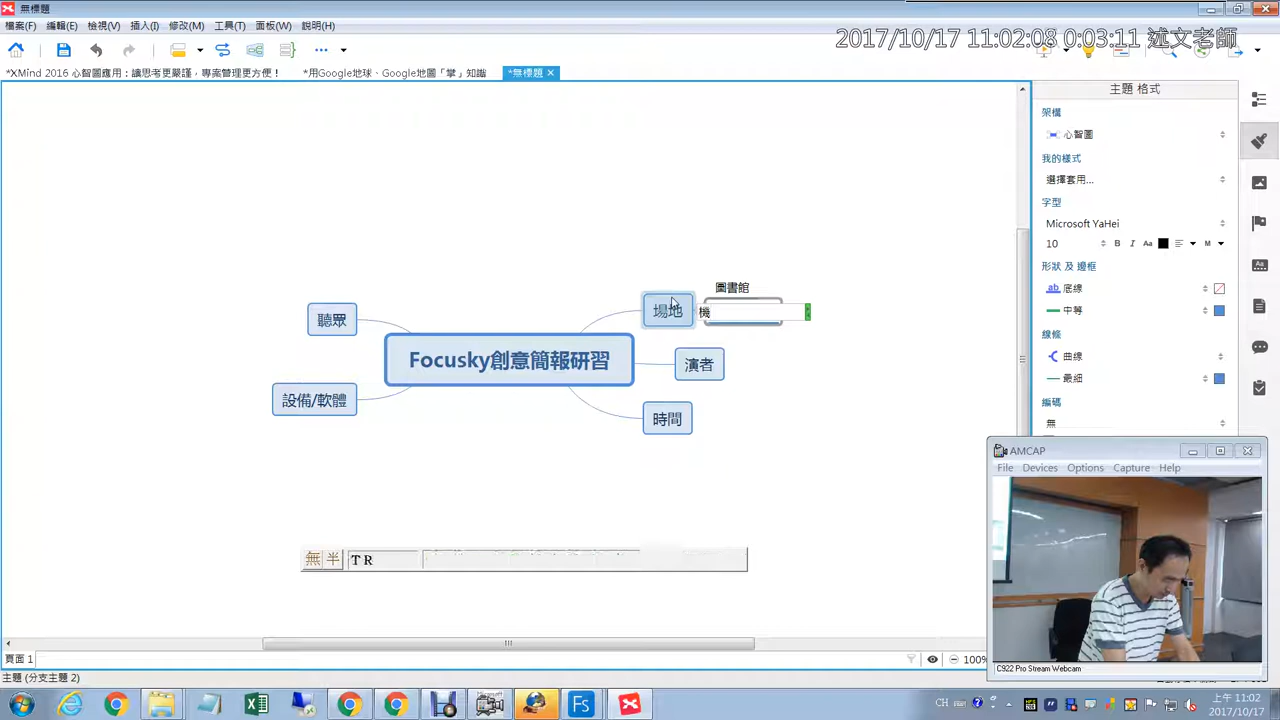 無標題
檔案(F) 編輯(E) 檢視(V) 插入(I) 修改(M) 工具(T) 面板(W) 說明(H)
2017/10/17 11:02:08 0:03:11 述文老師
*XMind 2016 心智圖應用：讓思考更嚴謹，專案管理更方便！ *用Google地球、Google地圖「掌」知識 *無標題
主題 格式
架構
心智圖
我的樣式
選擇套用...
字型
Microsoft YaHei
10 B I Aa M
形狀 及 邊框
ab 底線
中等
線條
曲線
最細
編碼
無
圖書館
場地 機
聽眾
Focusky創意簡報研習
演者
設備/軟體
時間
AMCAP
File Devices Options Capture Help
C922 Pro Stream Webcam
無 半 T R
頁面 1
100%
主題 (分支主題 2)
Fs
CH
上午 11:02
2017/10/17